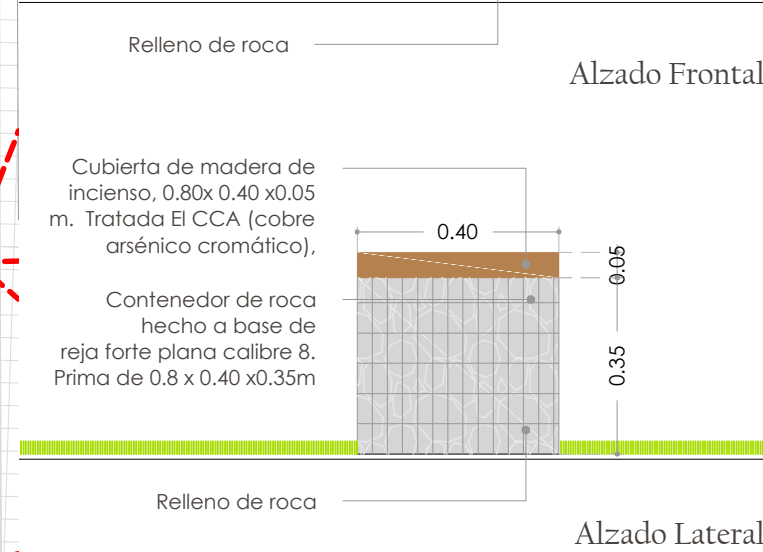 Relleno de roca
Alzado Frontal
Cubierta de madera de
incienso, 0.80x 0.40 x0.05
m. Tratada El CCA (cobre
arsénico cromático),
0.40
0.05
Contenedor de roca
hecho a base de
reja forte plana calibre 8.
Prima de 0.8 x 0.40 x0.35m
0.35
Relleno de roca
Alzado Lateral